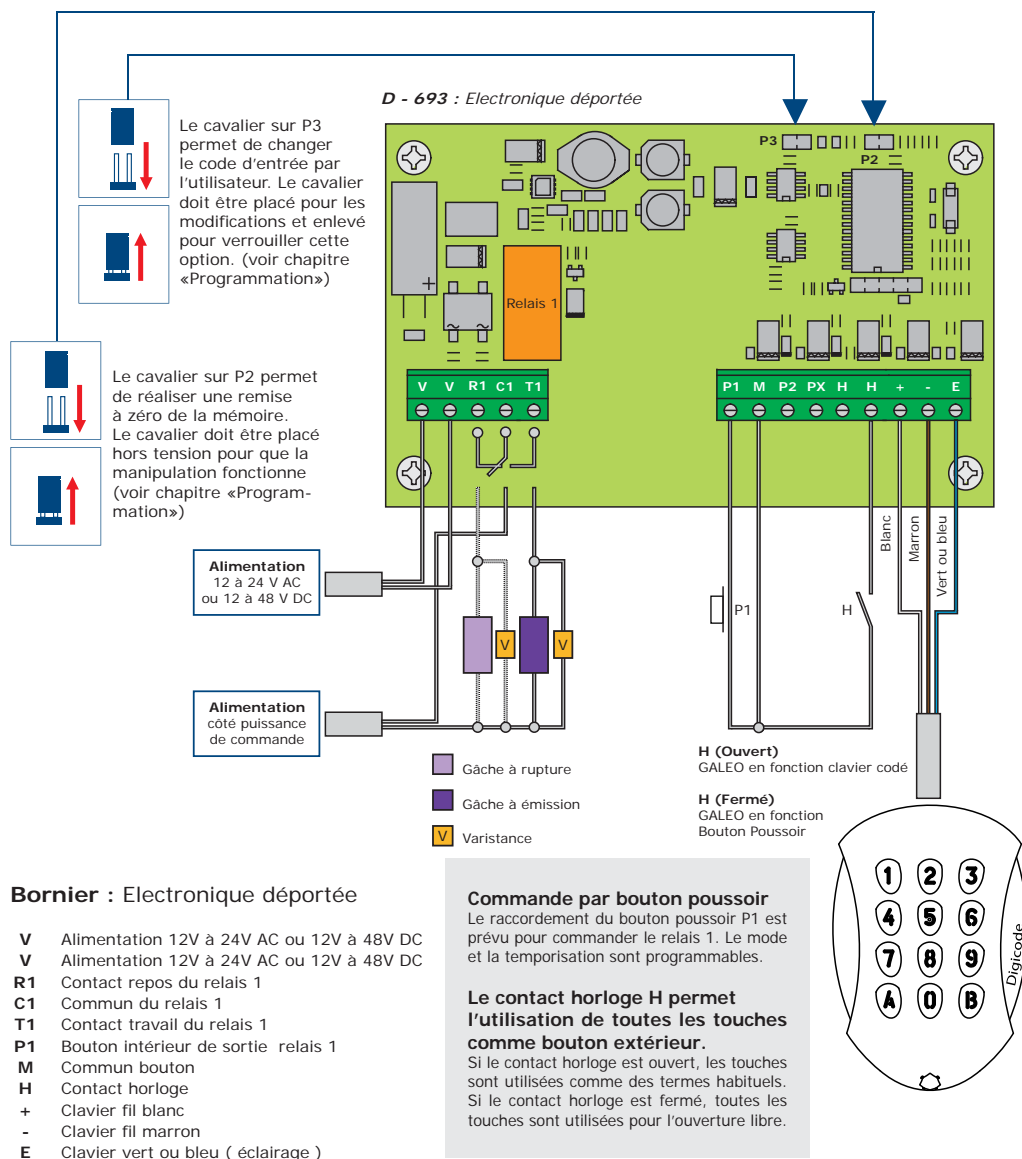 D - 693 : Electronique déportée
Le cavalier sur P3
permet de changer
le code d'entrée par
l'utilisateur. Le cavalier
doit être placé pour les
modifications et enlevé
pour verrouiller cette
option. (voir chapitre
«Programmation»)
Le cavalier sur P2 permet
de réaliser une remise
à zéro de la mémoire.
Le cavalier doit être placé
hors tension pour que la
manipulation fonctionne
(voir chapitre «Program-
mation»)
P3
P2
+
Relais 1
~ ~
V V R1 C1 T1
P1 M P2 PX H H + - E
Blanc
Marron
Vert ou bleu
Alimentation
12 à 24 V AC
ou 12 à 48 V DC
Alimentation
côté puissance
de commande
V
V
P1
H
Gâche à rupture
Gâche à émission
V Varistance
H (Ouvert)
GALEO en fonction clavier codé
H (Fermé)
GALEO en fonction
Bouton Poussoir
1 2 3
4 5 6
7 8 9
A 0 B
Digicode
Bornier : Electronique déportée
V Alimentation 12V à 24V AC ou 12V à 48V DC
V Alimentation 12V à 24V AC ou 12V à 48V DC
R1 Contact repos du relais 1
C1 Commun du relais 1
T1 Contact travail du relais 1
P1 Bouton intérieur de sortie relais 1
M Commun bouton
H Contact horloge
+ Clavier fil blanc
- Clavier fil marron
E Clavier vert ou bleu ( éclairage )
Commande par bouton poussoir
Le raccordement du bouton poussoir P1 est
prévu pour commander le relais 1. Le mode
et la temporisation sont programmables.
Le contact horloge H permet
l'utilisation de toutes les touches
comme bouton extérieur.
Si le contact horloge est ouvert, les touches
sont utilisées comme des termes habituels.
Si le contact horloge est fermé, toutes les
touches sont utilisées pour l'ouverture libre.